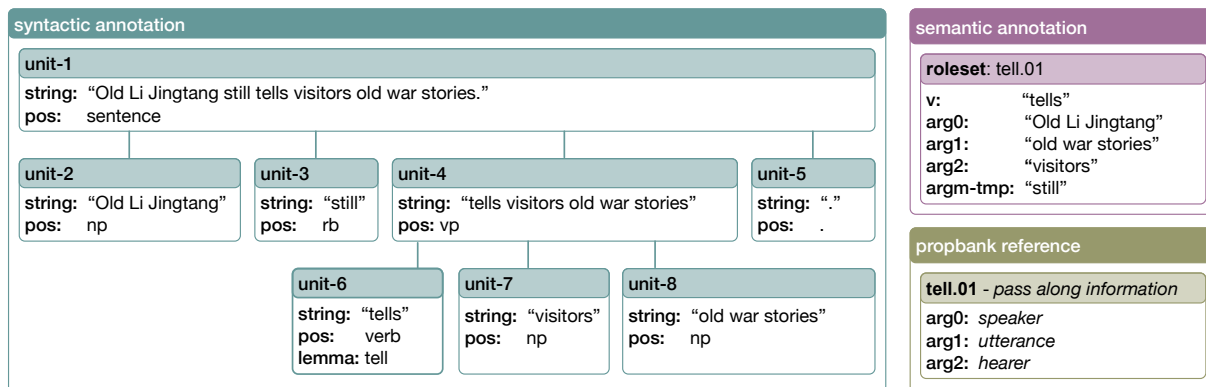 syntactic annotation
unit-1
string: “Old Li Jingtang still tells visitors old war stories.”
pos: sentence
unit-2
string: “Old Li Jingtang”
pos: np
unit-3
string: “still”
pos: rb
unit-4
string: “tells visitors old war stories”
pos: vp
unit-5
string: “.”
pos: .
unit-6
string: “tells”
pos: verb
lemma: tell
unit-7
string: “visitors”
pos: np
unit-8
string: “old war stories”
pos: np
semantic annotation
roleset: tell.01
v: “tells”
arg0: “Old Li Jingtang”
arg1: “old war stories”
arg2: “visitors”
argm-tmp: “still”
propbank reference
tell.01 - pass along information
arg0: speaker
arg1: utterance
arg2: hearer